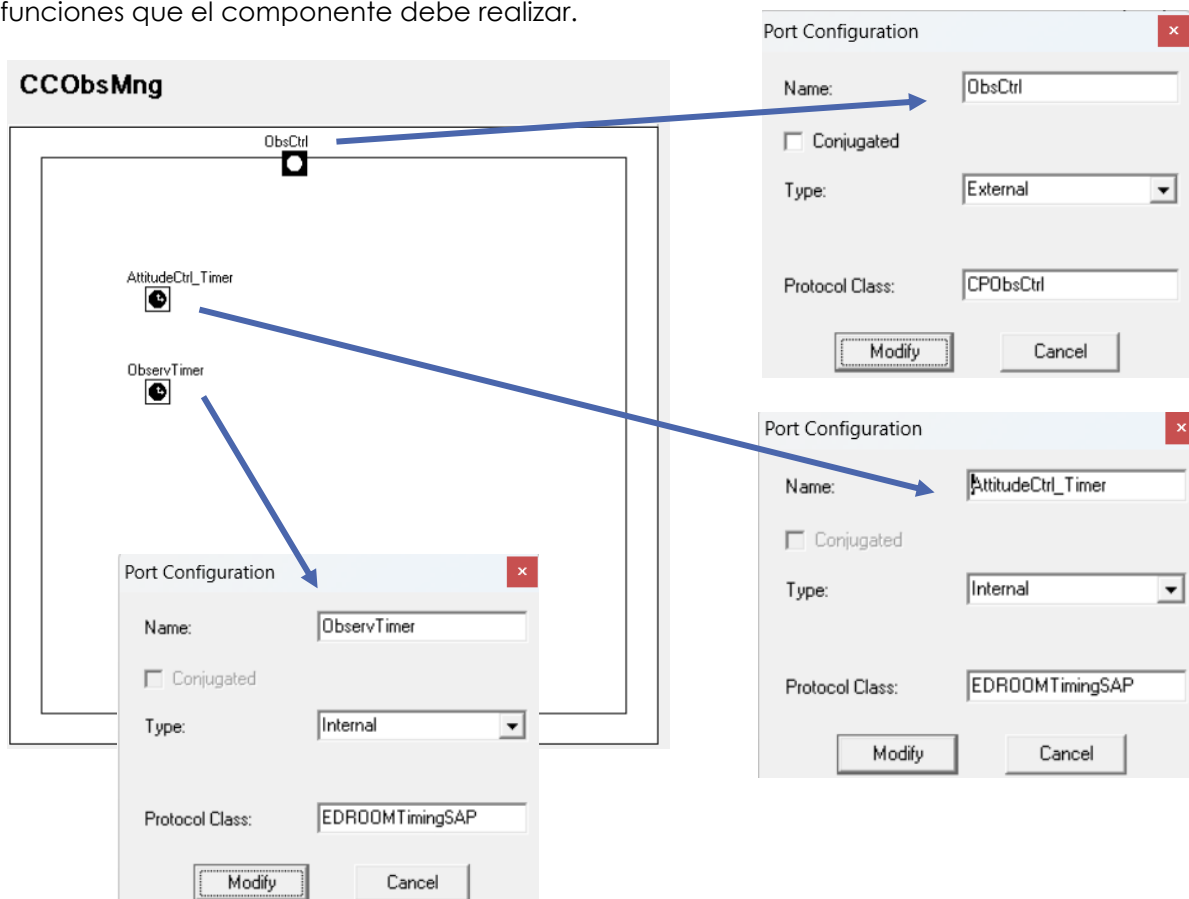 funciones que el componente debe realizar.
CCObsMng
ObsCtrl
AttitudeCtrl_Timer
ObservTimer
Port Configuration
×
Name:
ObsCtrl
Conjugated
Type:
External
Protocol Class:
CPObsCtrl
Modify
Cancel
Port Configuration
×
Name:
AttitudeCtrl_Timer
Conjugated
Type:
Internal
Protocol Class:
EDROOMTimingSAP
Modify
Cancel
Port Configuration
×
Name:
ObservTimer
Conjugated
Type:
Internal
Protocol Class:
EDROOMTimingSAP
Modify
Cancel